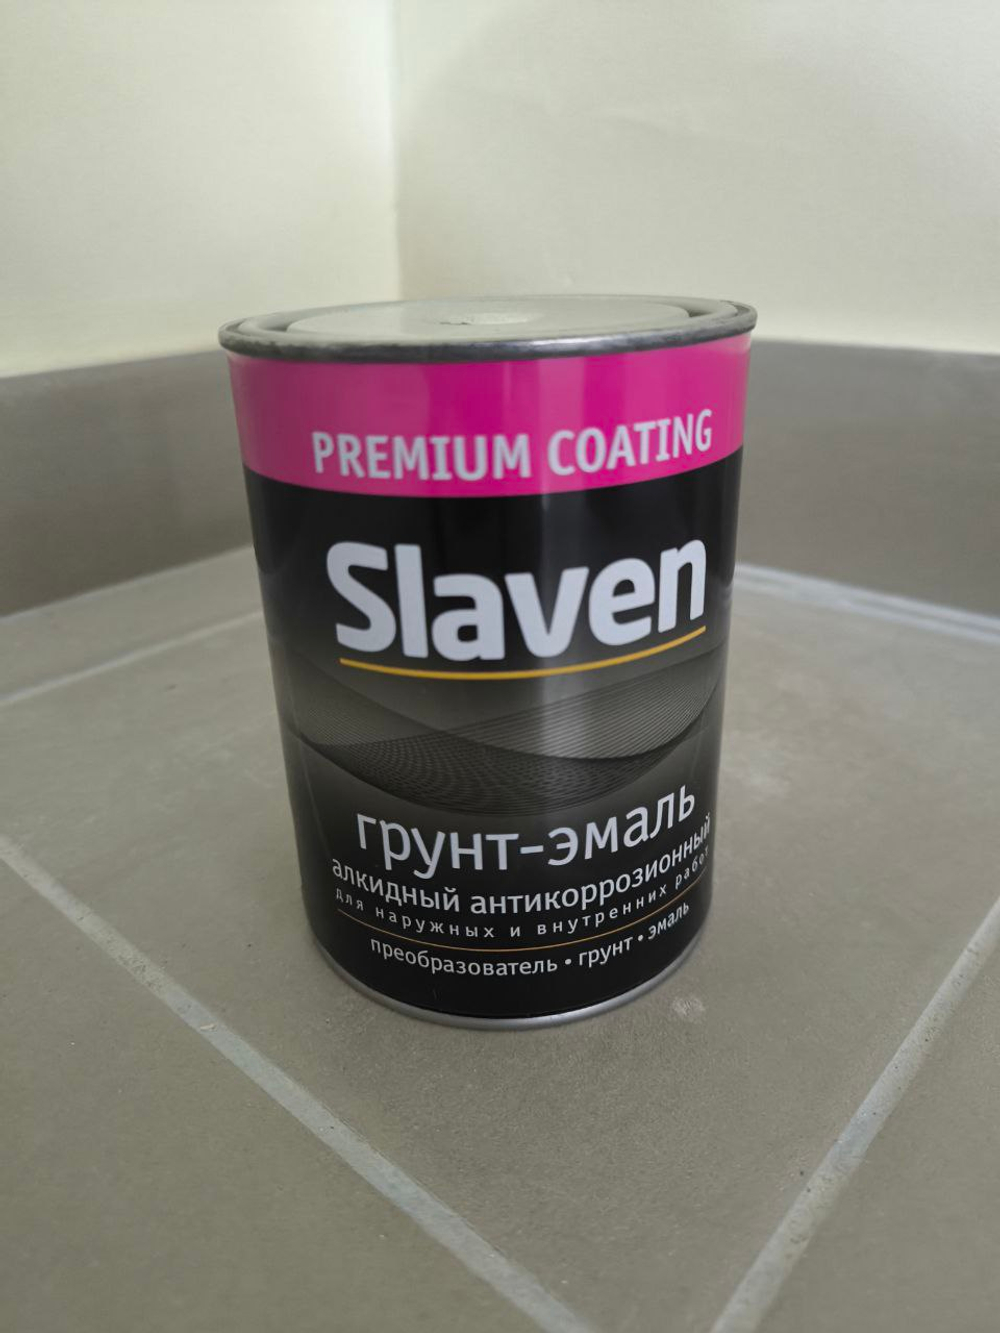 PREMIUM COATING
Slaven
грунт-эмаль
алкидный антикоррозионный
для наружных и внутренних работ
преобразователь • грунт • эмаль